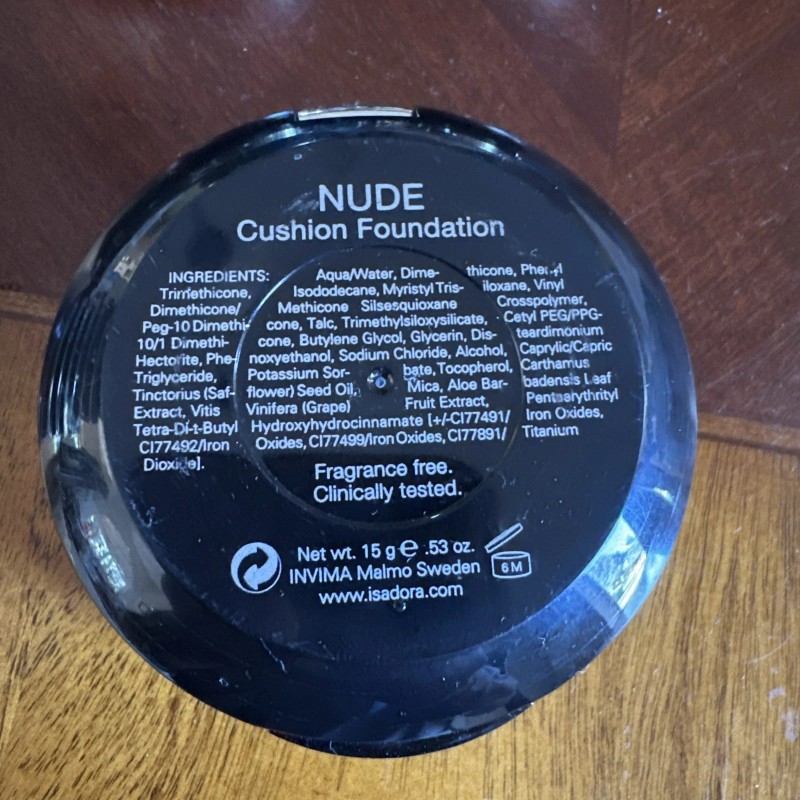 NUDE
Cushion Foundation
INGREDIENTS: Aqua/Water, Dime- thicone, Phenyl
Trimethicone, Isododecane, Myristyl Tris- iloxane, Vinyl
Dimethicone/ Methicone Silsesquioxane Crosspolymer,
Peg-10 Dimethi- cone, Talc, Trimethylsiloxysilicate, Cetyl PEG/PPG-
10/1 Dimethi- cone, Butylene Glycol, Glycerin, Dis- teardimonium
Hectorite, Phe- noxyethanol, Sodium Chloride, Alcohol, Caprylic/Capric
Triglyceride, Potassium Sor- bate, Tocopherol, Carthamus
Tinctorius (Saf- flower) Seed Oil, Mica, Aloe Bar- badensis Leaf
Extract, Vitis Vinifera (Grape) Fruit Extract, Pentaerythrityl
Tetra-Di-t-Butyl Hydroxyhydrocinnamate [+/-CI77491/ Iron Oxides,
CI77492/Iron Oxides, CI77499/Iron Oxides, CI77891/ Titanium
Dioxide].
Fragrance free.
Clinically tested.
Net wt. 15 g ℮ .53 oz.
INVIMA Malmö Sweden
6M
www.isadora.com